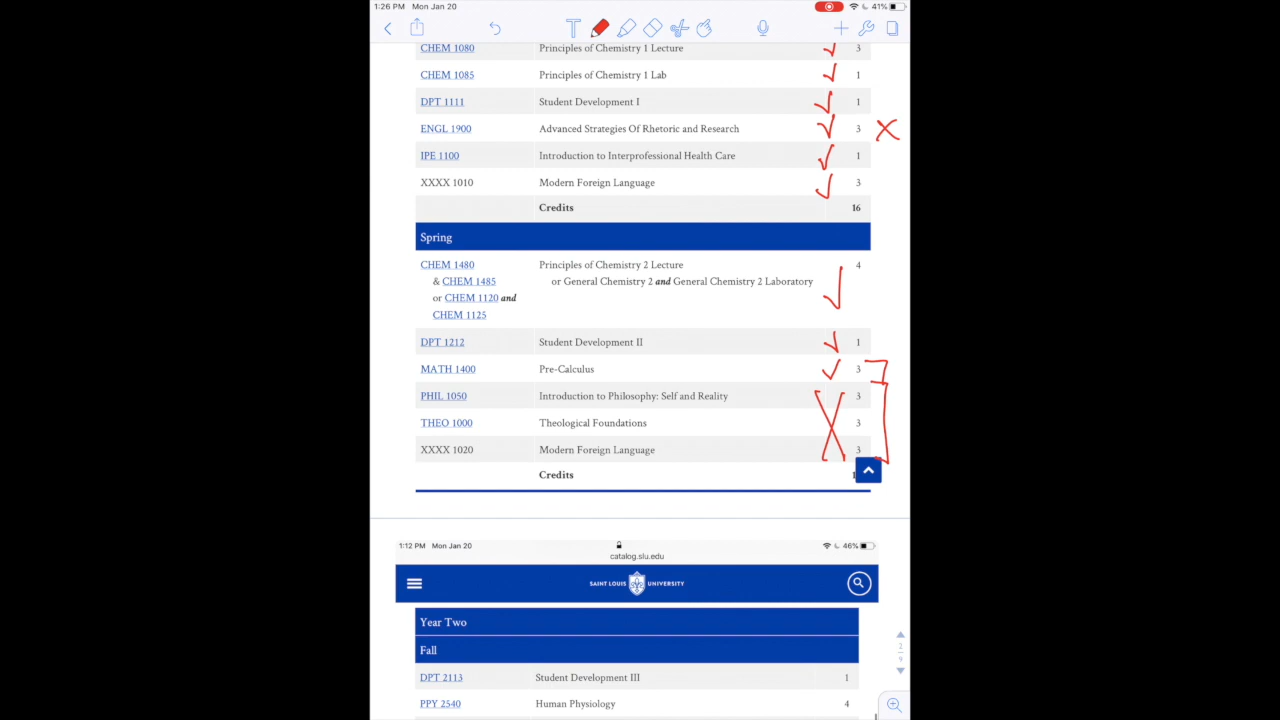 1:26 PM Mon Jan 20 41%
T
CHEM 1080 Principles of Chemistry 1 Lecture 3
CHEM 1085 Principles of Chemistry 1 Lab 1
DPT 1111 Student Development I 1
ENGL 1900 Advanced Strategies Of Rhetoric and Research 3
IPE 1100 Introduction to Interprofessional Health Care 1
XXXX 1010 Modern Foreign Language 3
Credits 16
Spring
CHEM 1480 Principles of Chemistry 2 Lecture 4
& CHEM 1485 or General Chemistry 2 and General Chemistry 2 Laboratory
or CHEM 1120 and
CHEM 1125
DPT 1212 Student Development II 1
MATH 1400 Pre-Calculus 3
PHIL 1050 Introduction to Philosophy: Self and Reality 3
THEO 1000 Theological Foundations 3
XXXX 1020 Modern Foreign Language 3
Credits
1:12 PM Mon Jan 20 46%
catalog.slu.edu
SAINT LOUIS UNIVERSITY
Year Two
Fall
DPT 2113 Student Development III 1
PPY 2540 Human Physiology 4
2
9